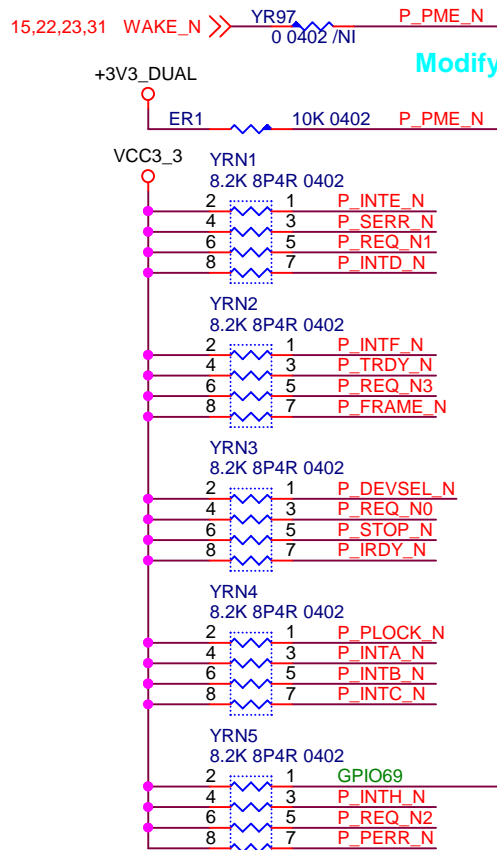 15,22,23,31 WAKE_N YR97 P_PME_N
0 0402 /NI
Modify
+3V3_DUAL
ER1 10K 0402 P_PME_N
VCC3_3
YRN1
8.2K 8P4R 0402
2 1 P_INTE_N
4 3 P_SERR_N
6 5 P_REQ_N1
8 7 P_INTD_N
YRN2
8.2K 8P4R 0402
2 1 P_INTF_N
4 3 P_TRDY_N
6 5 P_REQ_N3
8 7 P_FRAME_N
YRN3
8.2K 8P4R 0402
2 1 P_DEVSEL_N
4 3 P_REQ_N0
6 5 P_STOP_N
8 7 P_IRDY_N
YRN4
8.2K 8P4R 0402
2 1 P_PLOCK_N
4 3 P_INTA_N
6 5 P_INTB_N
8 7 P_INTC_N
YRN5
8.2K 8P4R 0402
2 1 GPIO69
4 3 P_INTH_N
6 5 P_REQ_N2
8 7 P_PERR_N